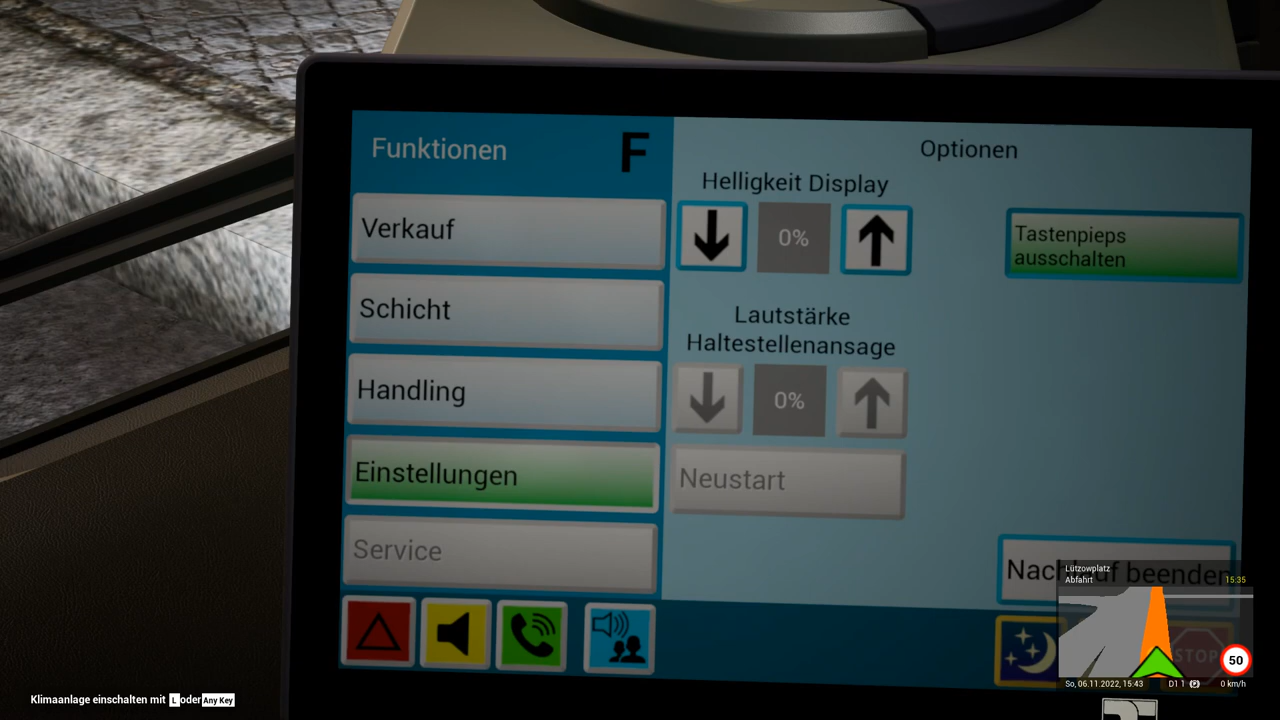 Funktionen
F
Verkauf
Schicht
Handling
Einstellungen
Service
Optionen
Helligkeit Display
0%
Tastenpieps
ausschalten
Lautstärke
Haltestellenansage
0%
Neustart
Nachlauf beenden
Lützowplatz
Abfahrt
15:35
STOP
50
So, 06.11.2022, 15:43
D1 1 (P)
0 km/h
Klimaanlage einschalten mit L oder Any Key